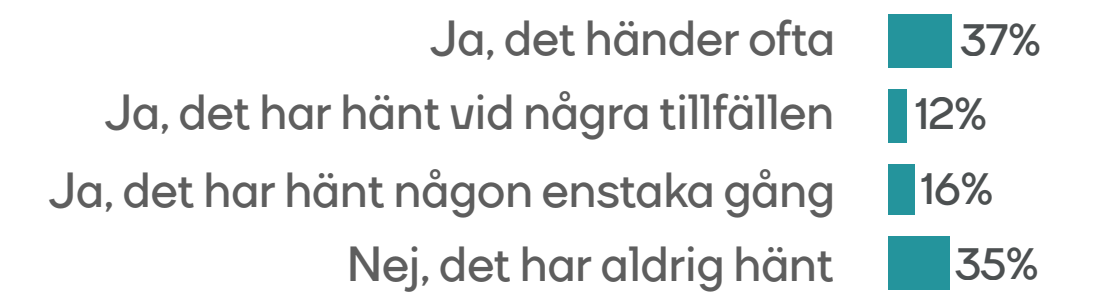 Ja, det händer ofta 37%
Ja, det har hänt vid några tillfällen 12%
Ja, det har hänt någon enstaka gång 16%
Nej, det har aldrig hänt 35%